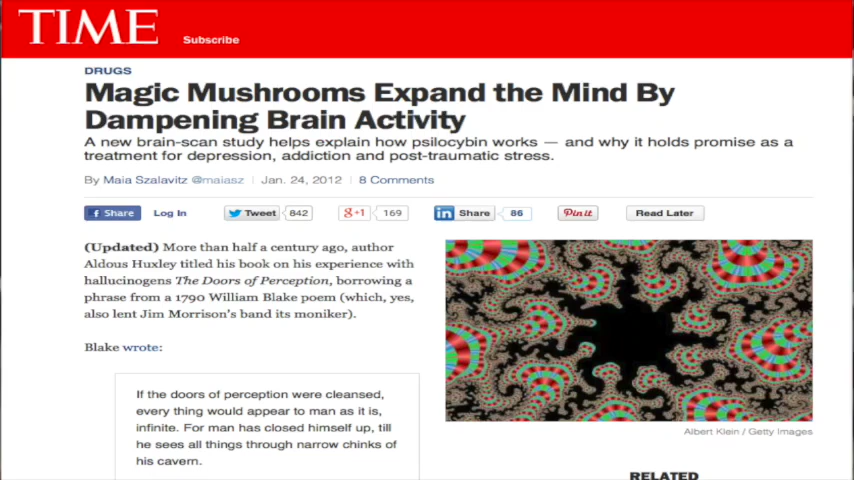 TIME
Subscribe
DRUGS
Magic Mushrooms Expand the Mind By
Dampening Brain Activity
A new brain-scan study helps explain how psilocybin works — and why it holds promise as a
treatment for depression, addiction and post-traumatic stress.
By Maia Szalavitz @maiasz | Jan. 24, 2012 | 8 Comments
f Share Log In Tweet 842 g+1 169 in Share 86 Pin it Read Later
(Updated) More than half a century ago, author
Aldous Huxley titled his book on his experience with
hallucinogens The Doors of Perception, borrowing a
phrase from a 1790 William Blake poem (which, yes,
also lent Jim Morrison's band its moniker).
Blake wrote:
If the doors of perception were cleansed,
every thing would appear to man as it is,
infinite. For man has closed himself up, till
he sees all things through narrow chinks of
his cavern.
Albert Klein / Getty Images
RELATED